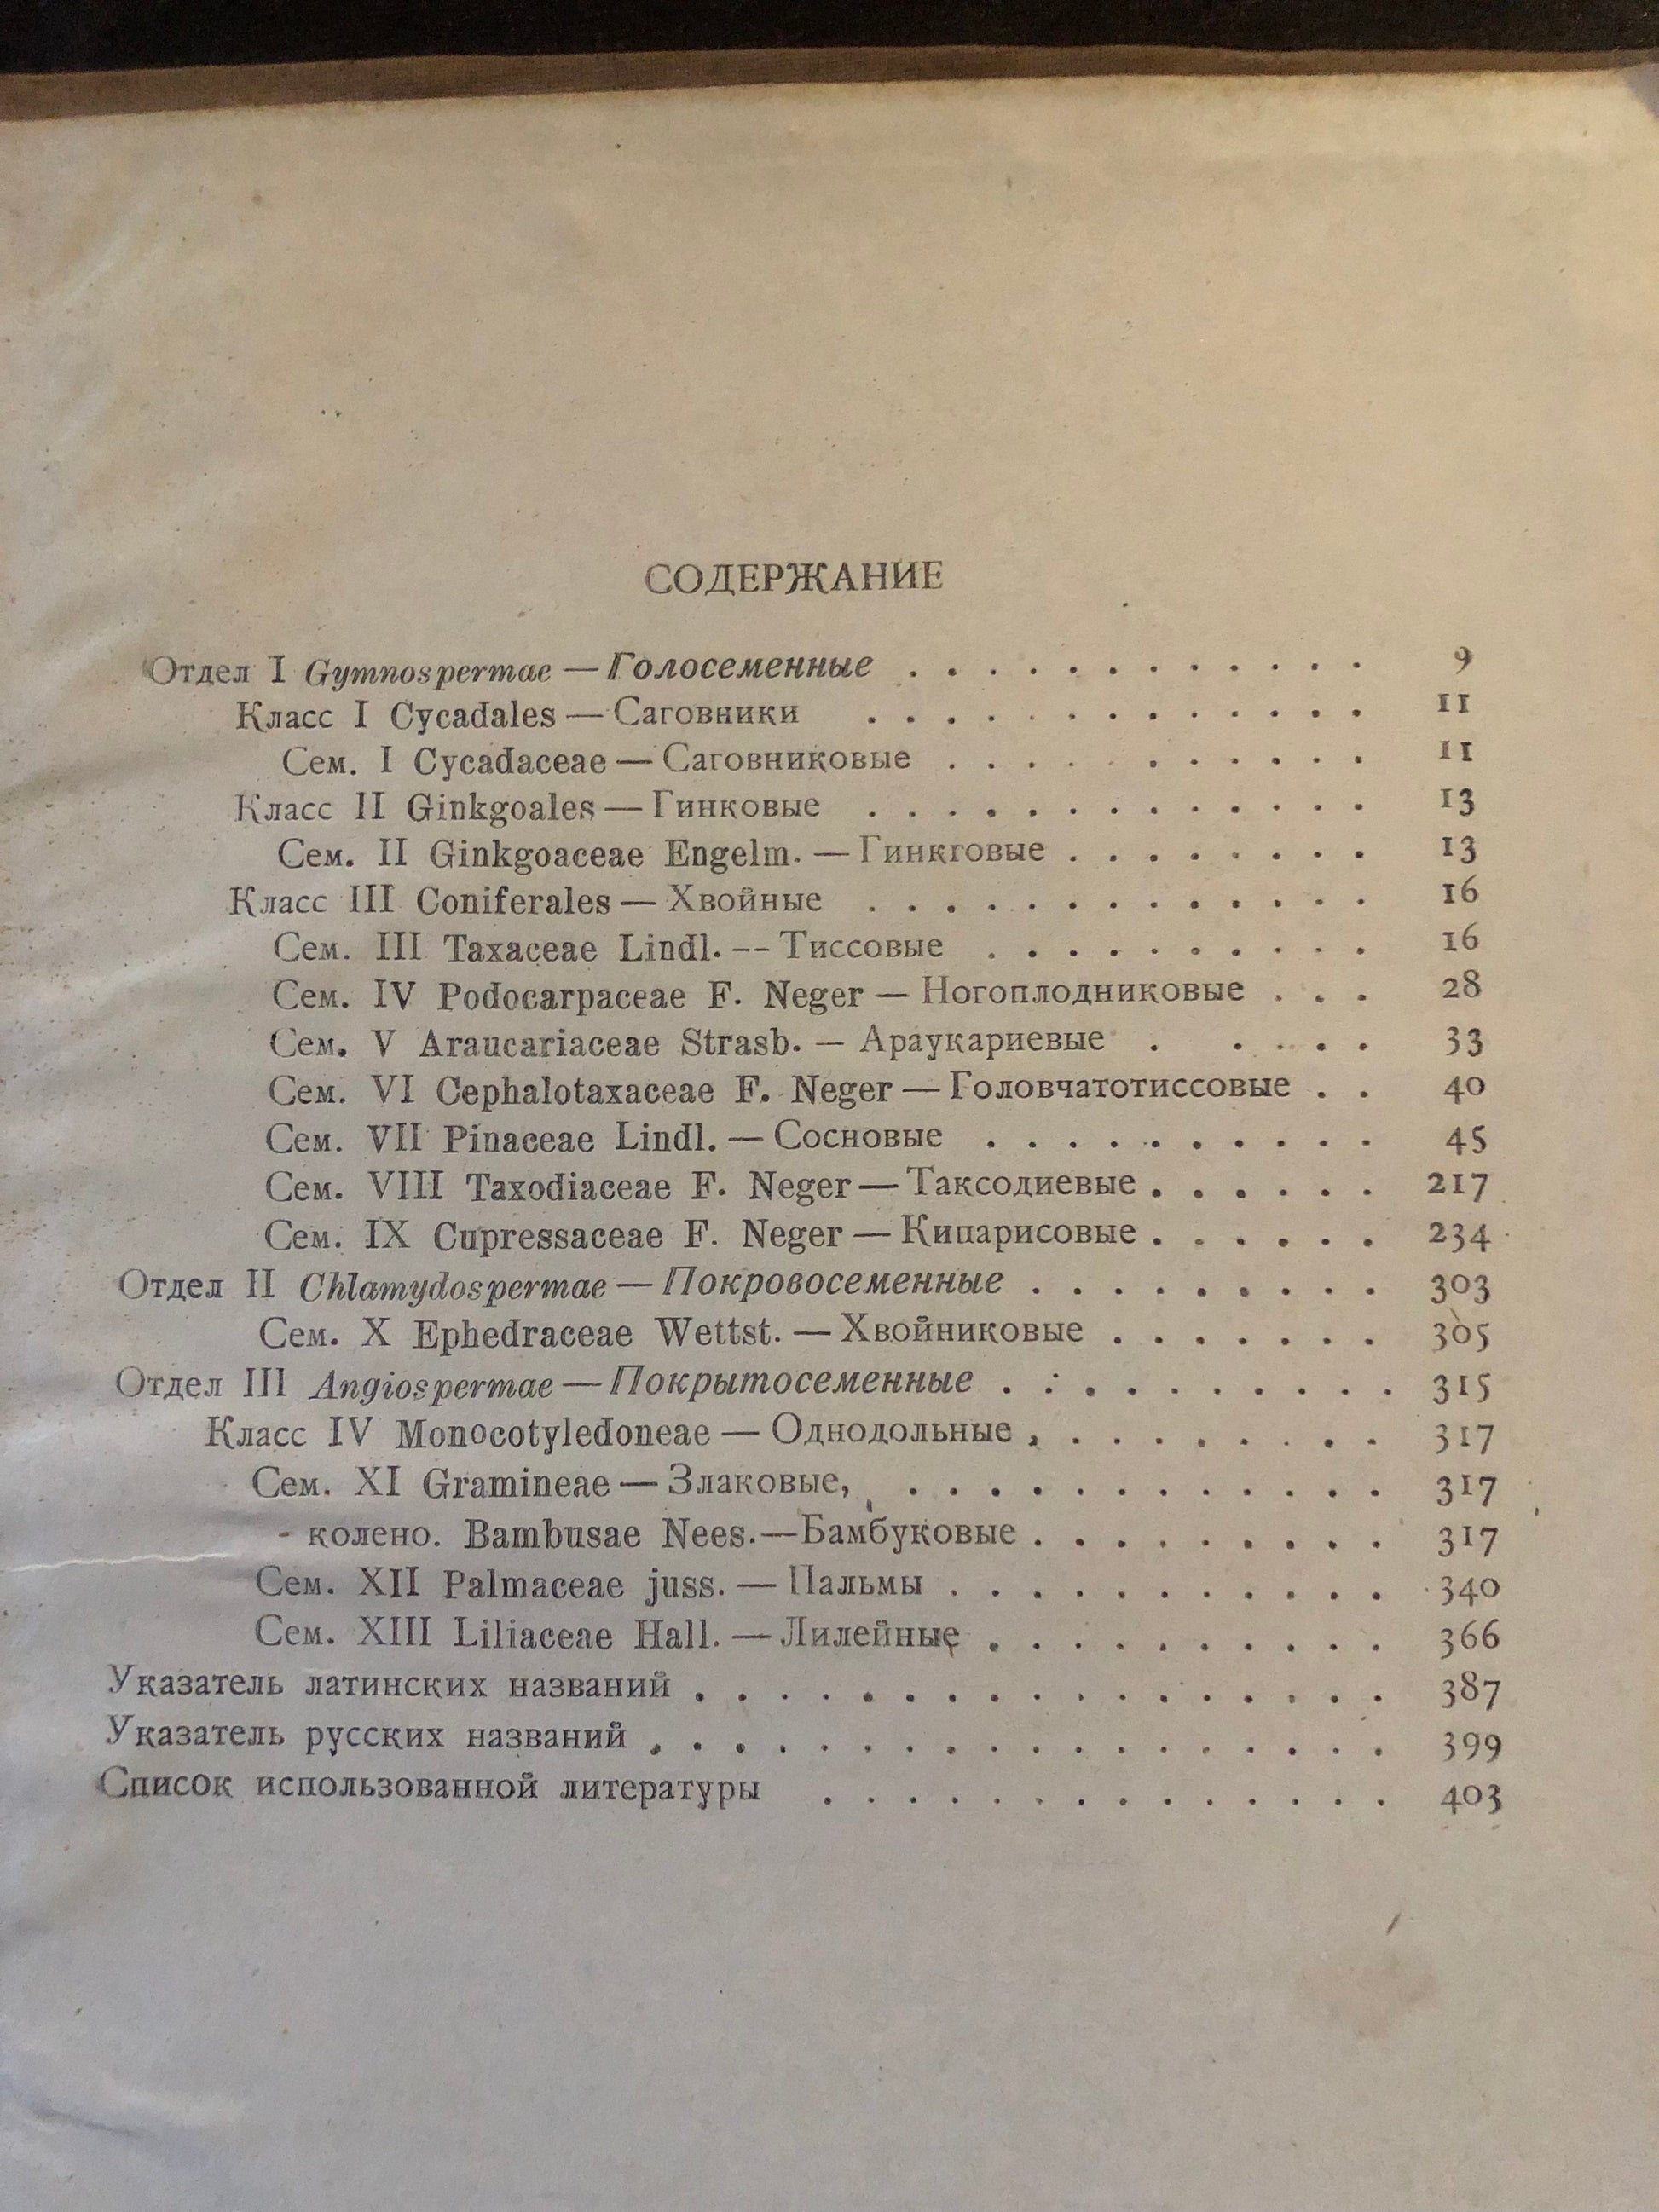 СОДЕРЖАНИЕ
Отдел I Gymnospermae — Голосеменные . . . . . . . . . . . . 9
Класс I Cycadales — Саговники . . . . . . . . . . . . . 11
Сем. I Cycadaceae — Саговниковые . . . . . . . . . . 11
Класс II Ginkgoales — Гинковые . . . . . . . . . . . . . 13
Сем. II Ginkgoaceae Engelm. — Гинкговые . . . . . . . . 13
Класс III Coniferales — Хвойные . . . . . . . . . . . . . 16
Сем. III Taxaceae Lindl. -- Тиссовые . . . . . . . . . . 16
Сем. IV Podocarpaceae F. Neger — Ногоплодниковые . . . 28
Сем. V Araucariaceae Strasb. — Араукариевые . . . . . 33
Сем. VI Cephalotaxaceae F. Neger — Головчатотиссовые . . 40
Сем. VII Pinaceae Lindl. — Сосновые . . . . . . . . . . 45
Сем. VIII Taxodiaceae F. Neger — Таксодиевые . . . . . . 217
Сем. IX Cupressaceae F. Neger — Кипарисовые . . . . . . 234
Отдел II Chlamydospermae — Покровосеменные . . . . . . . . . 303
Сем. X Ephedraceae Wettst. — Хвойниковые . . . . . . . 305
Отдел III Angiospermae — Покрытосеменные . . . . . . . . . . 315
Класс IV Monocotyledoneae — Однодольные , . . . . . . . . 317
Сем. XI Gramineae — Злаковые, . . . . . . . . . . . . 317
- колено. Bambusae Nees.—Бамбуковые . . . . . . . . . 317
Сем. XII Palmaceae juss. — Пальмы . . . . . . . . . . . 340
Сем. XIII Liliaceae Hall. — Лилейные . . . . . . . . . . 366
Указатель латинских названий . . . . . . . . . . . . . . . . . 387
Указатель русских названий . . . . . . . . . . . . . . . . . . 399
Список использованной литературы . . . . . . . . . . . . . . 403